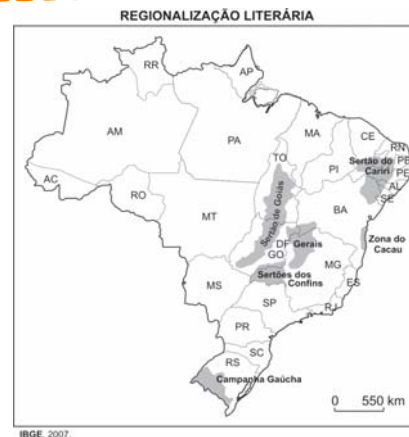 REGIONALIZAÇÃO LITERÁRIA
RR
AP
AM
PA
MA
CE
RN
PB
PE
AL
SE
Sertão do
Cariri
PI
TO
AC
RO
MT
BA
Sertão de Goiás
DF
GO
Gerais
Zona do
Cacau
Sertões dos
Confins
MG
ES
MS
SP
RJ
PR
SC
RS
Campanha Gaúcha
0 550 km
IBGE, 2007.